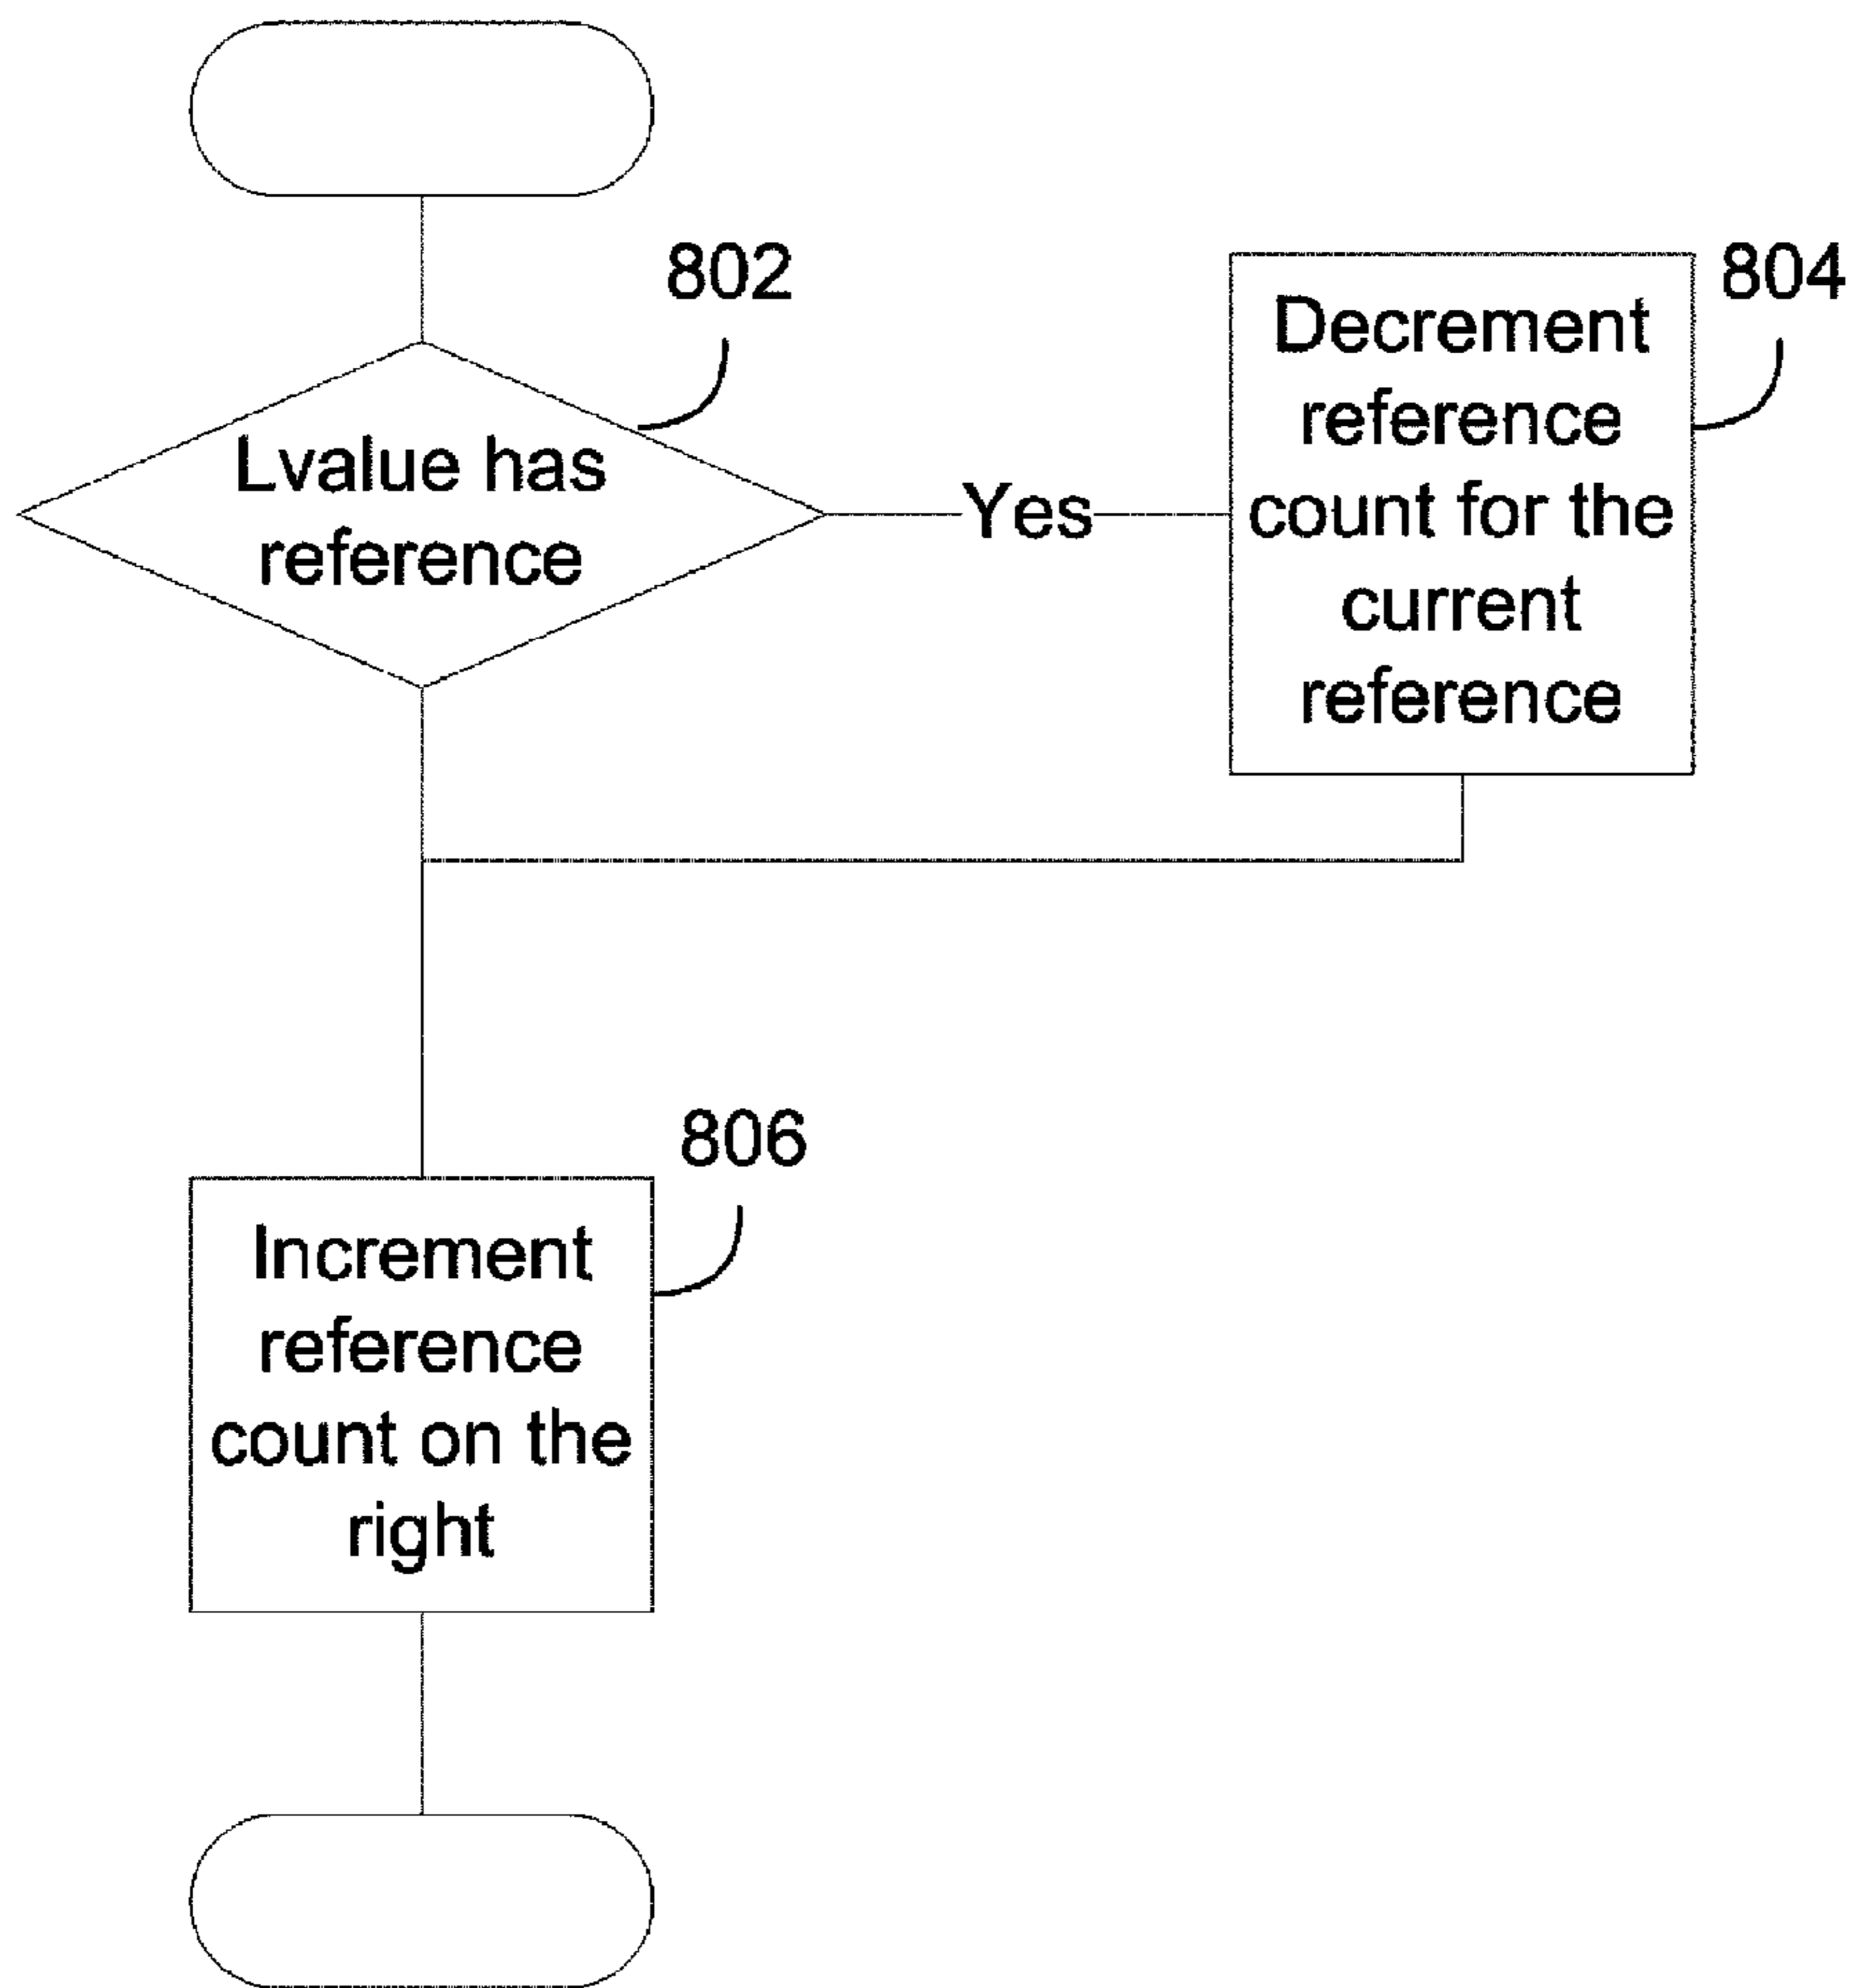 802
Lvalue has
reference
Yes
804
Decrement
reference
count for the
current
reference
806
Increment
reference
count on the
right